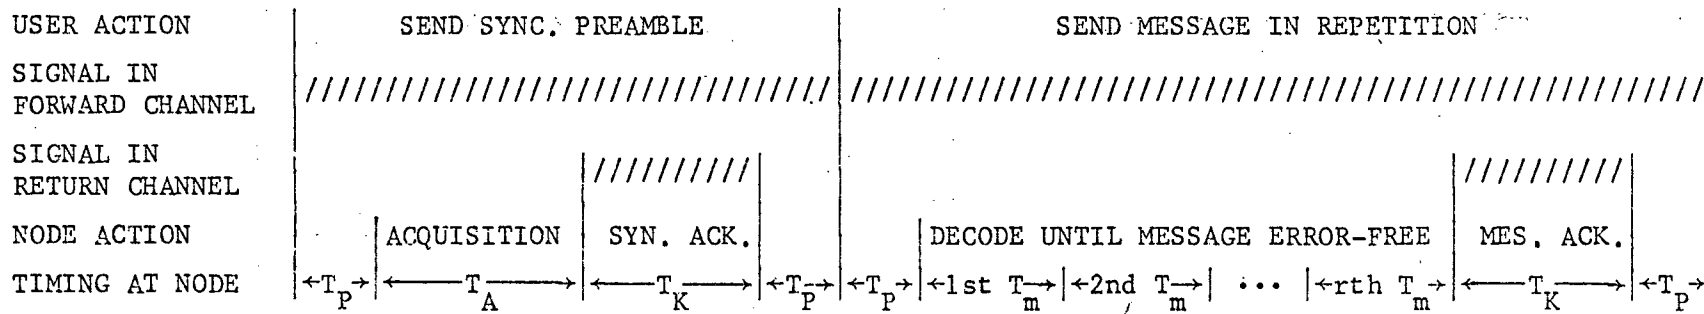 USER ACTION SEND SYNC. PREAMBLE SEND MESSAGE IN REPETITION
SIGNAL IN
FORWARD CHANNEL
SIGNAL IN
RETURN CHANNEL
NODE ACTION ACQUISITION SYN. ACK. DECODE UNTIL MESSAGE ERROR-FREE MES. ACK.
TIMING AT NODE ←T_P→ ←T_A→ ←T_K→ ←T_P→ ←T_P→ ←1st T_m→ ←2nd T_m→ ... ←rth T_m→ ←T_K→ ←T_P→